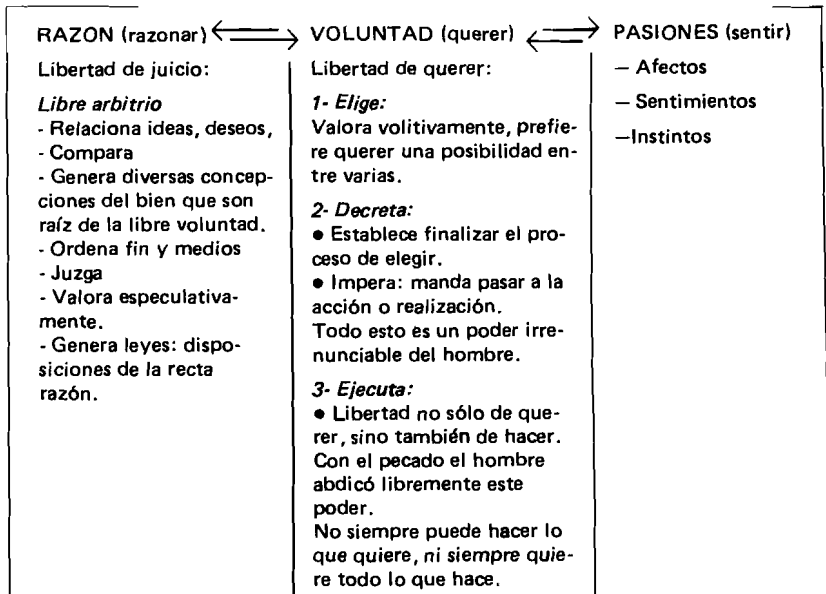 RAZON (razonar)
Libertad de juicio:
Libre arbitrio
- Relaciona ideas, deseos,
- Compara
- Genera diversas concep-
ciones del bien que son
raíz de la libre voluntad.
- Ordena fin y medios
- Juzga
- Valora especulativa-
mente.
- Genera leyes: dispo-
siciones de la recta
razón.
VOLUNTAD (querer)
Libertad de querer:
1- Elige:
Valora volitivamente, prefie-
re querer una posibilidad en-
tre varias.
2- Decreta:
● Establece finalizar el pro-
ceso de elegir.
● Impera: manda pasar a la
acción o realización.
Todo esto es un poder irre-
nunciable del hombre.
3- Ejecuta:
● Libertad no sólo de que-
rer, sino también de hacer.
Con el pecado el hombre
abdicó libremente este
poder.
No siempre puede hacer lo
que quiere, ni siempre quie-
re todo lo que hace.
PASIONES (sentir)
— Afectos
— Sentimientos
—Instintos